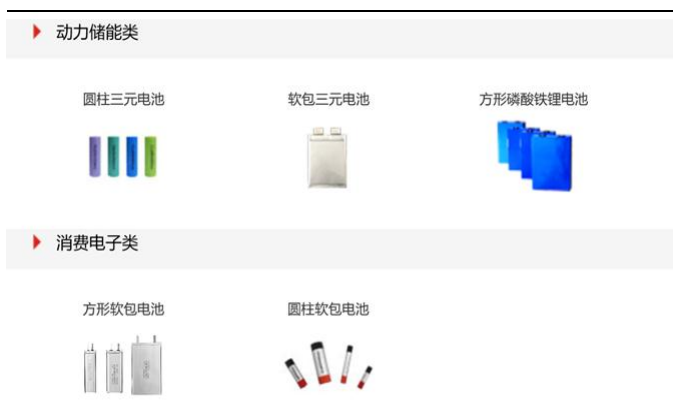 动力储能类
圆柱三元电池 软包三元电池 方形磷酸铁锂电池
消费电子类
方形软包电池 圆柱软包电池